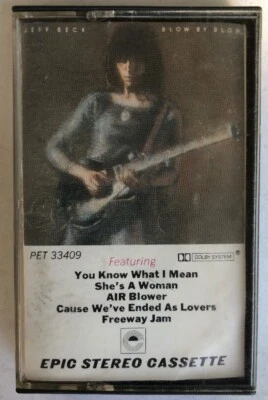 JEFF BECK BLOW BY BLOW
PET 33409
DOLBY SYSTEM ®
Featuring
You Know What I Mean
She's A Woman
AIR Blower
Cause We've Ended As Lovers
Freeway Jam
EPIC STEREO CASSETTE